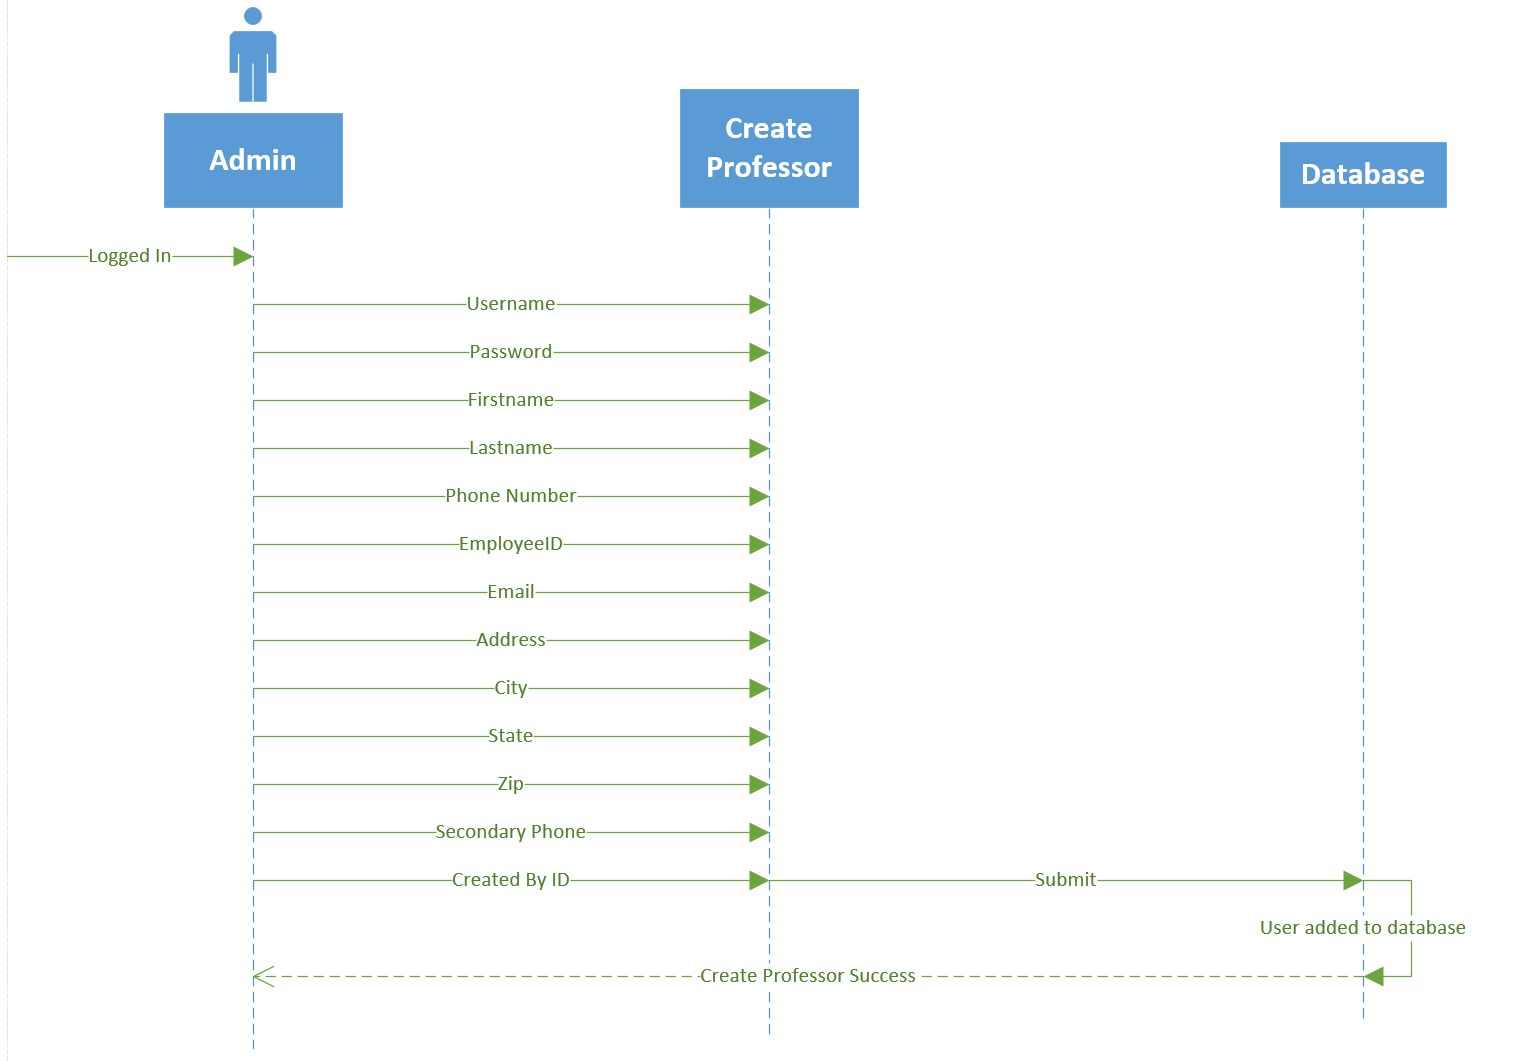 Admin
Create
Professor
Database
Logged In
Username
Password
Firstname
Lastname
Phone Number
EmployeeID
Email
Address
City
State
Zip
Secondary Phone
Created By ID
Submit
User added to database
Create Professor Success